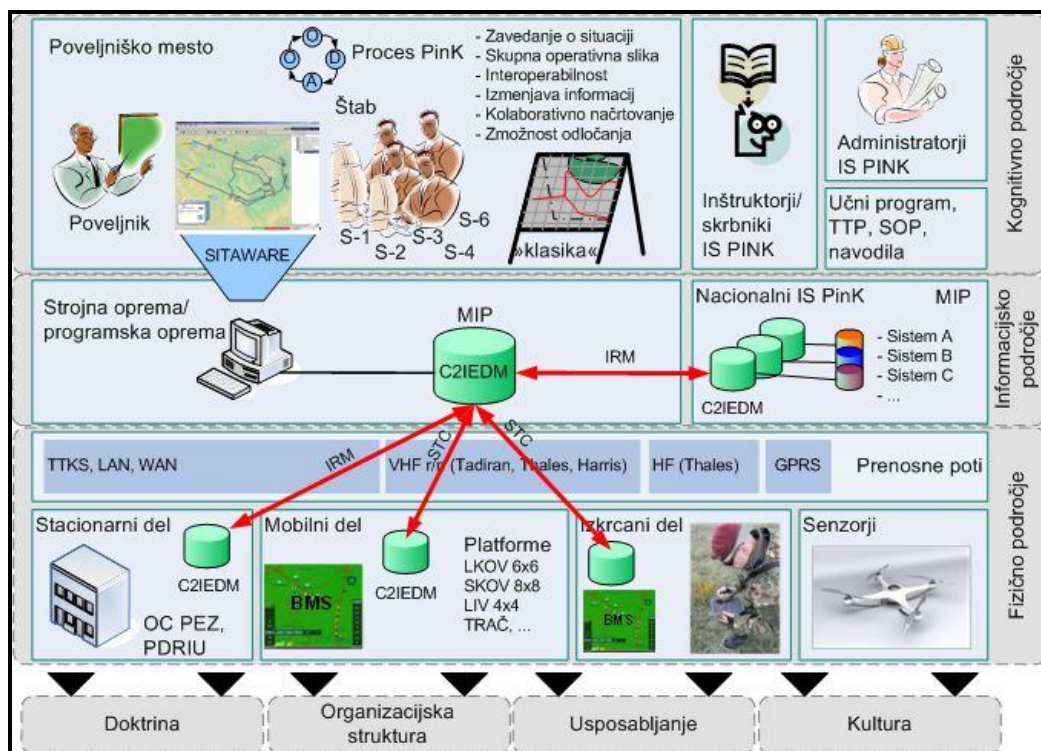 Poveljniško mesto
O
O
D
A
Proces PinK
- Zavedanje o situaciji
- Skupna operativna slika
- Interoperabilnost
- Izmenjava informacij
- Kolaborativno načrtovanje
- Zmožnost odločanja
Štab
Poveljnik
S-1
S-2
S-3
S-4
S-6
»klasika«
SITAWARE
Inštruktorji/
skrbniki
IS PINK
Administratorji
IS PINK
Učni program,
TTP, SOP,
navodila
Kognitivno področje
Strojna oprema/
programska oprema
MIP
C2IEDM
IRM
Nacionalni IS PinK
MIP
C2IEDM
- Sistem A
- Sistem B
- Sistem C
- ...
Informacijsko
področje
IRM
STC
STC
TTKS, LAN, WAN
VHF r/r (Tadiran, Thales, Harris)
HF (Thales)
GPRS
Prenosne poti
Stacionarni del
C2IEDM
OC PEZ,
PDRIU
Mobilni del
BMS
C2IEDM
Platforme
LKOV 6x6
SKOV 8x8
LIV 4x4
TRAČ, ...
Izkrcani del
BMS
Senzorji
Fizično področje
Doktrina
Organizacijska
struktura
Usposabljanje
Kultura